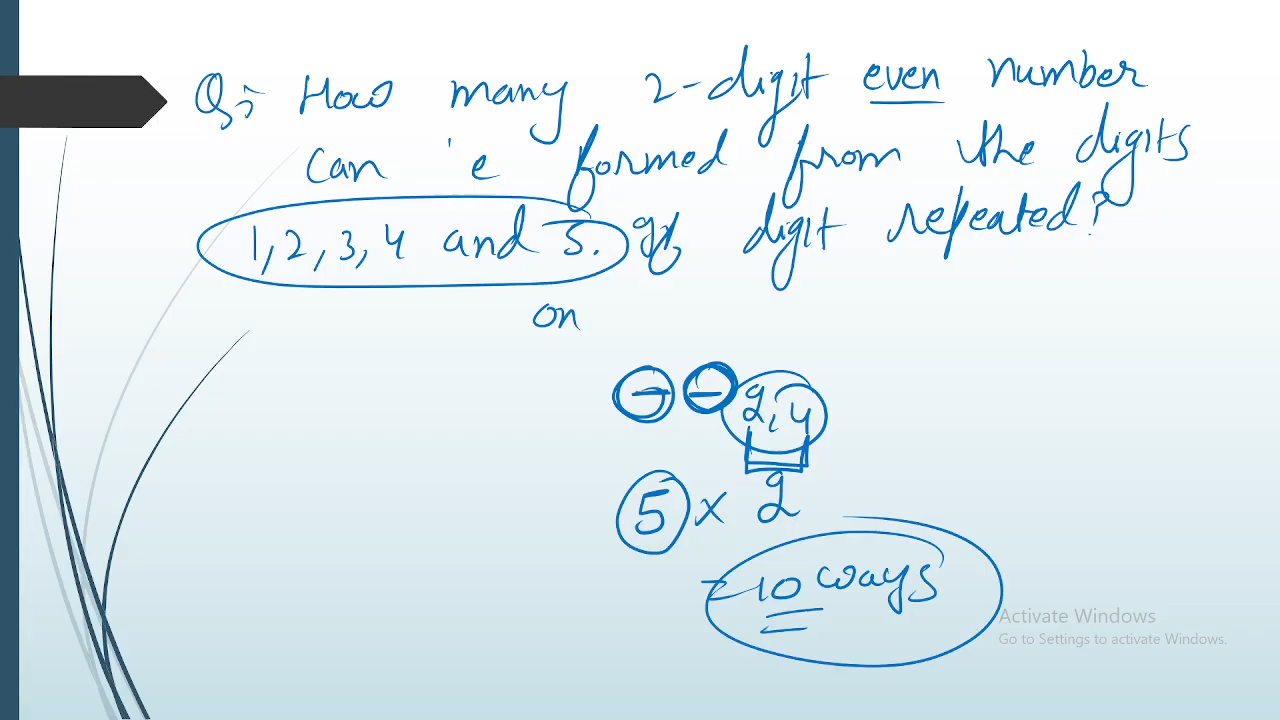 Q:- How many 2-digit even number
can e formed from the digits
1, 2, 3, 4 and 5. If digit repeated?
on
2, 4
5 x 2
= 10 ways
Activate Windows
Go to Settings to activate Windows.